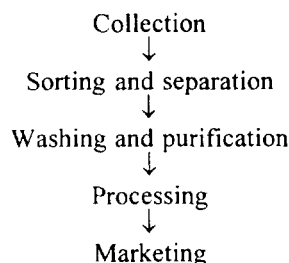 Collection
Sorting and separation
Washing and purification
Processing
Marketing